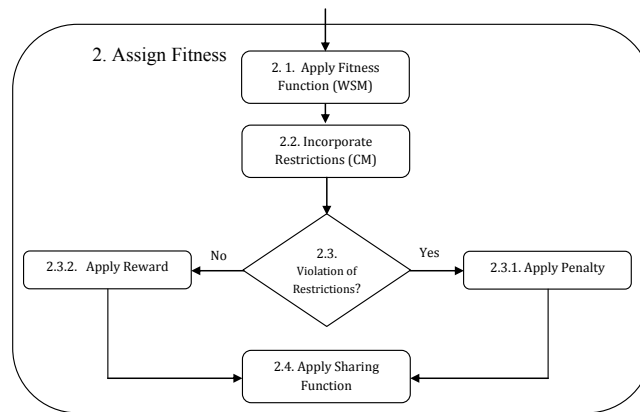 2. Assign Fitness
2. 1. Apply Fitness
Function (WSM)
2.2. Incorporate
Restrictions (CM)
2.3.
Violation of
Restrictions?
No
Yes
2.3.2. Apply Reward
2.3.1. Apply Penalty
2.4. Apply Sharing
Function